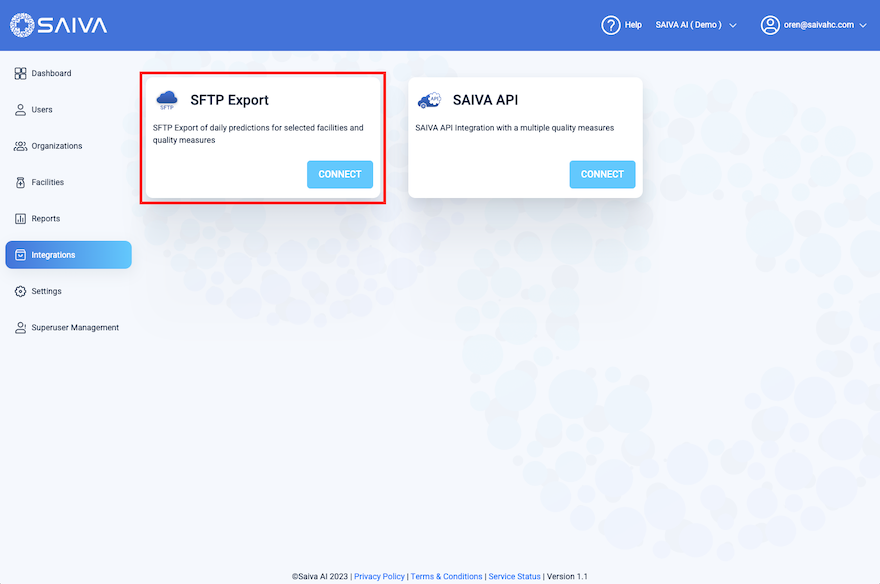 SAIVA
? Help
SAIVA AI ( Demo )
oren@saivahc.com
Dashboard
Users
Organizations
Facilities
Reports
Integrations
Settings
Superuser Management
SFTP
SFTP Export
SFTP Export of daily predictions for selected facilities and
quality measures
CONNECT
API
SAIVA API
SAIVA API Integration with a multiple quality measures
CONNECT
©Saiva AI 2023 | Privacy Policy | Terms & Conditions | Service Status | Version 1.1